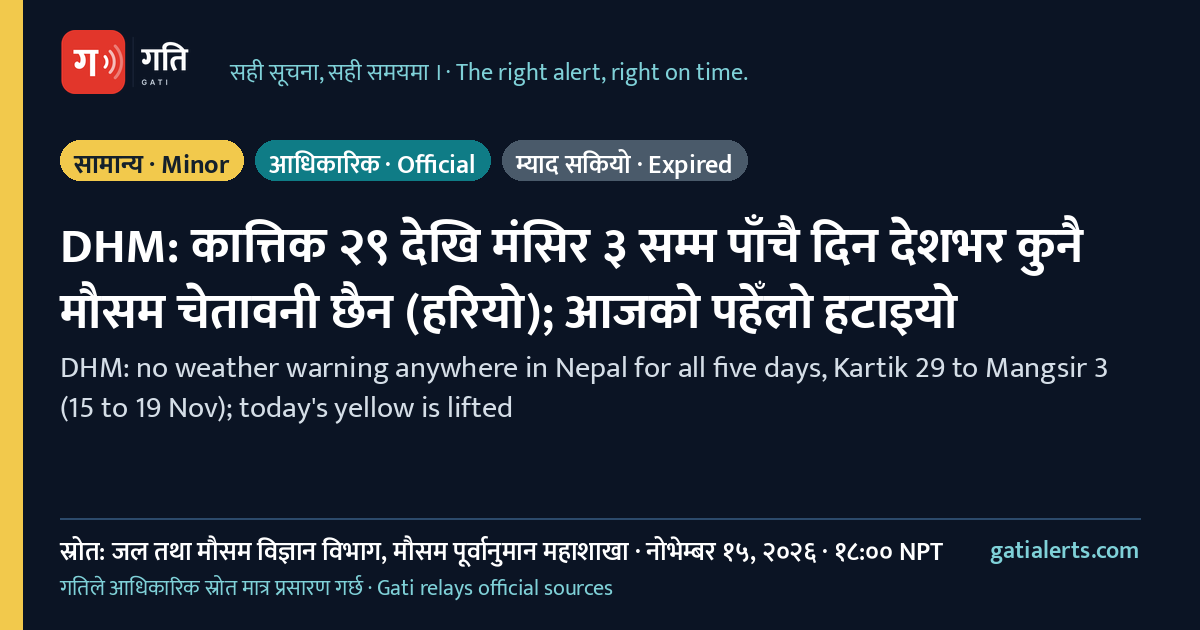 ग गति
GATI
सही सूचना, सही समयमा । · The right alert, right on time.
सामान्य · Minor
आधिकारिक · Official
म्याद सकियो · Expired
DHM: कात्तिक २९ देखि मंसिर ३ सम्म पाँचै दिन देशभर कुनै
मौसम चेतावनी छैन (हरियो); आजको पहेँलो हटाइयो
DHM: no weather warning anywhere in Nepal for all five days, Kartik 29 to Mangsir 3
(15 to 19 Nov); today's yellow is lifted
स्रोत: जल तथा मौसम विज्ञान विभाग, मौसम पूर्वानुमान महाशाखा · नोभेम्बर १५, २०२६ · १८:०० NPT
gatialerts.com
गतिले आधिकारिक स्रोत मात्र प्रसारण गर्छ · Gati relays official sources